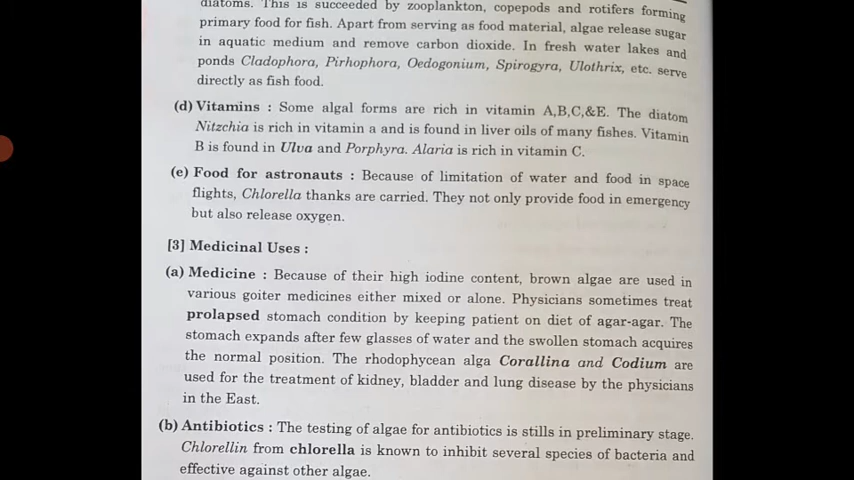 diatoms. This is succeeded by zooplankton, copepods and rotifers forming
primary food for fish. Apart from serving as food material, algae release sugar
in aquatic medium and remove carbon dioxide. In fresh water lakes and
ponds Cladophora, Pirhophora, Oedogonium, Spirogyra, Ulothrix, etc. serve
directly as fish food.
(d) Vitamins : Some algal forms are rich in vitamin A,B,C,&E. The diatom
Nitzchia is rich in vitamin a and is found in liver oils of many fishes. Vitamin
B is found in Ulva and Porphyra. Alaria is rich in vitamin C.
(e) Food for astronauts : Because of limitation of water and food in space
flights, Chlorella thanks are carried. They not only provide food in emergency
but also release oxygen.
[3] Medicinal Uses :
(a) Medicine : Because of their high iodine content, brown algae are used in
various goiter medicines either mixed or alone. Physicians sometimes treat
prolapsed stomach condition by keeping patient on diet of agar-agar. The
stomach expands after few glasses of water and the swollen stomach acquires
the normal position. The rhodophycean alga Corallina and Codium are
used for the treatment of kidney, bladder and lung disease by the physicians
in the East.
(b) Antibiotics : The testing of algae for antibiotics is stills in preliminary stage.
Chlorellin from chlorella is known to inhibit several species of bacteria and
effective against other algae.